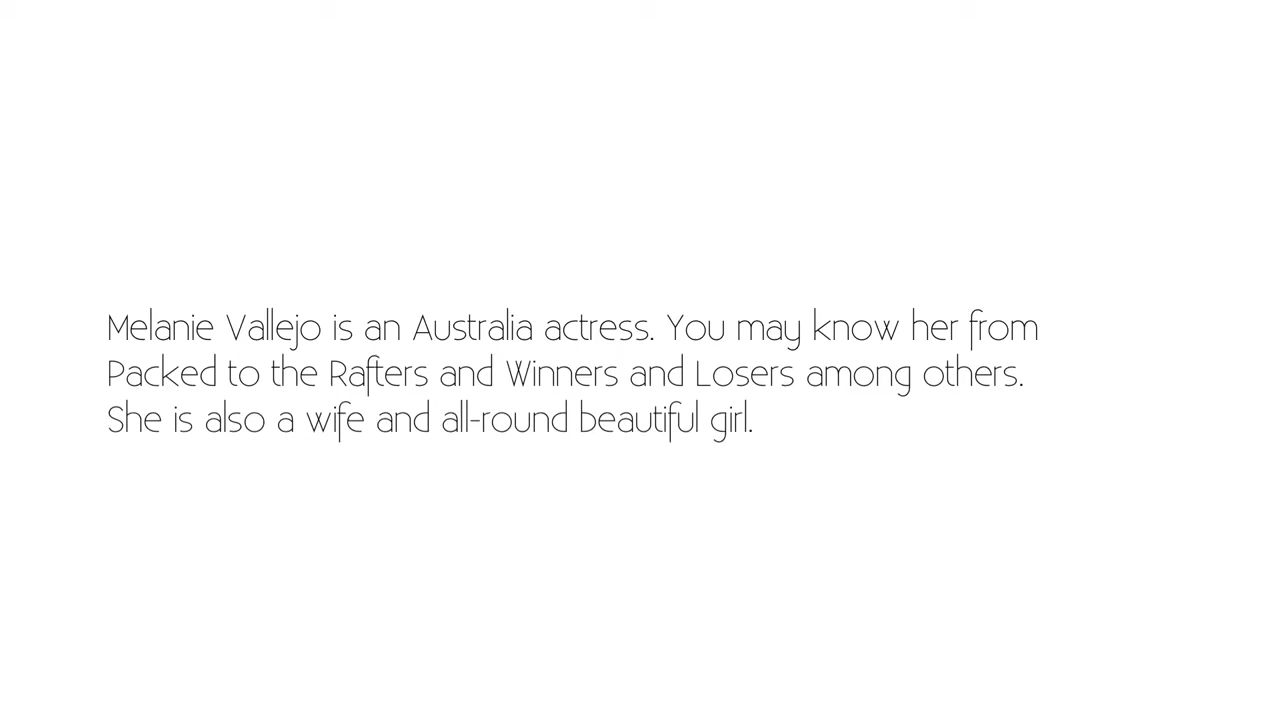 Melanie Vallejo is an Australia actress. You may know her from
Packed to the Rafters and Winners and Losers among others.
She is also a wife and all-round beautiful girl.